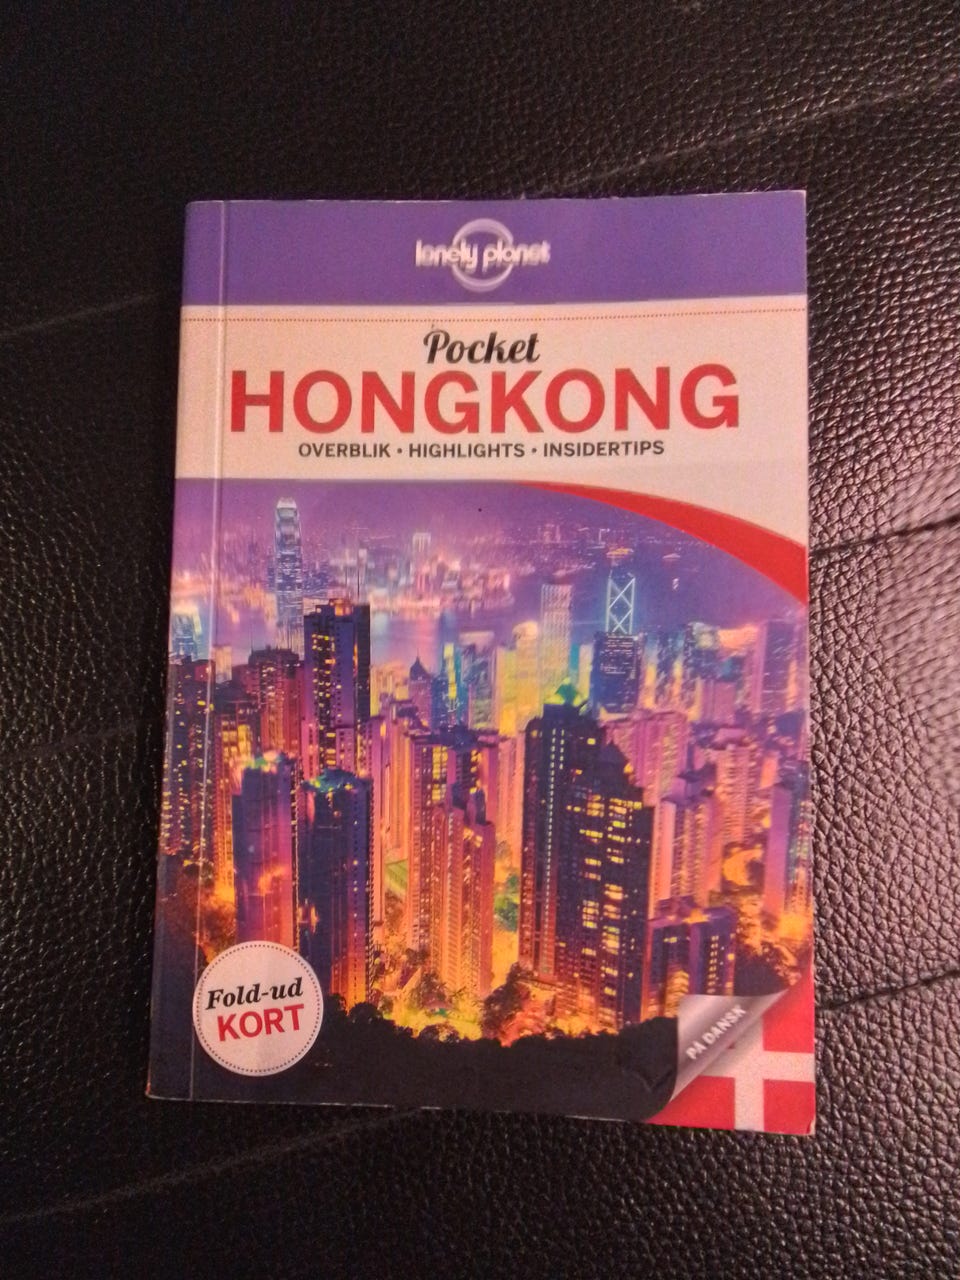 lonely planet
Pocket
HONGKONG
OVERBLIK • HIGHLIGHTS • INSIDERTIPS
Fold-ud
KORT
PÅ DANSK